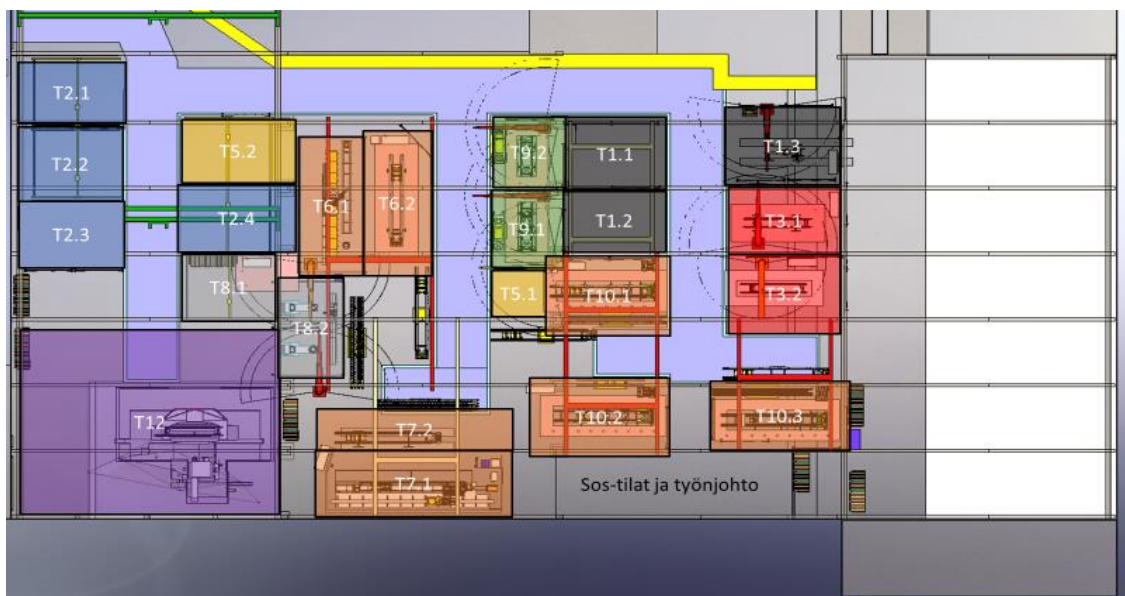 T2.1
T2.2
T2.3
T5.2
T2.4
T8.1
T6.1
T6.2
T8.2
T12
T7.2
T7.1
T9.2
T9.1
T5.1
T1.1
T1.2
T10.1
T10.2
T1.3
T3.1
T3.2
T10.3
Sos-tilat ja työnjohto